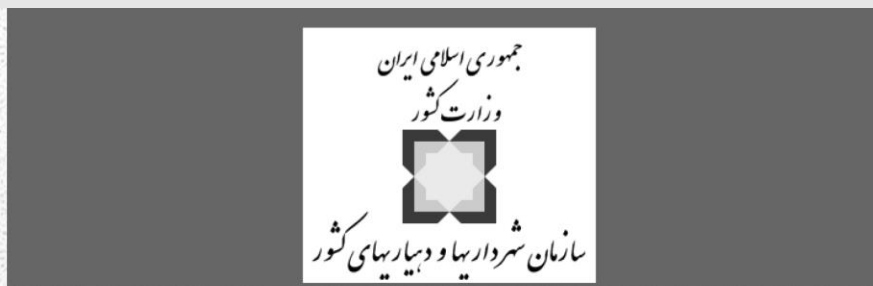 جمهوری اسلامی ایران
وزارت کشور
سازمان شهرداریها و دهیاریهای کشور